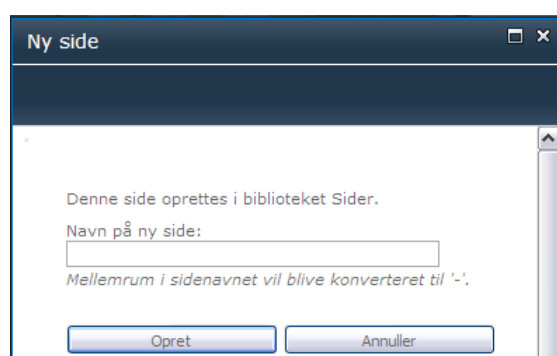 Ny side
Denne side oprettes i biblioteket Sider.
Navn på ny side:
Mellemrum i sidenavnet vil blive konverteret til '-'.
Opret Annuller